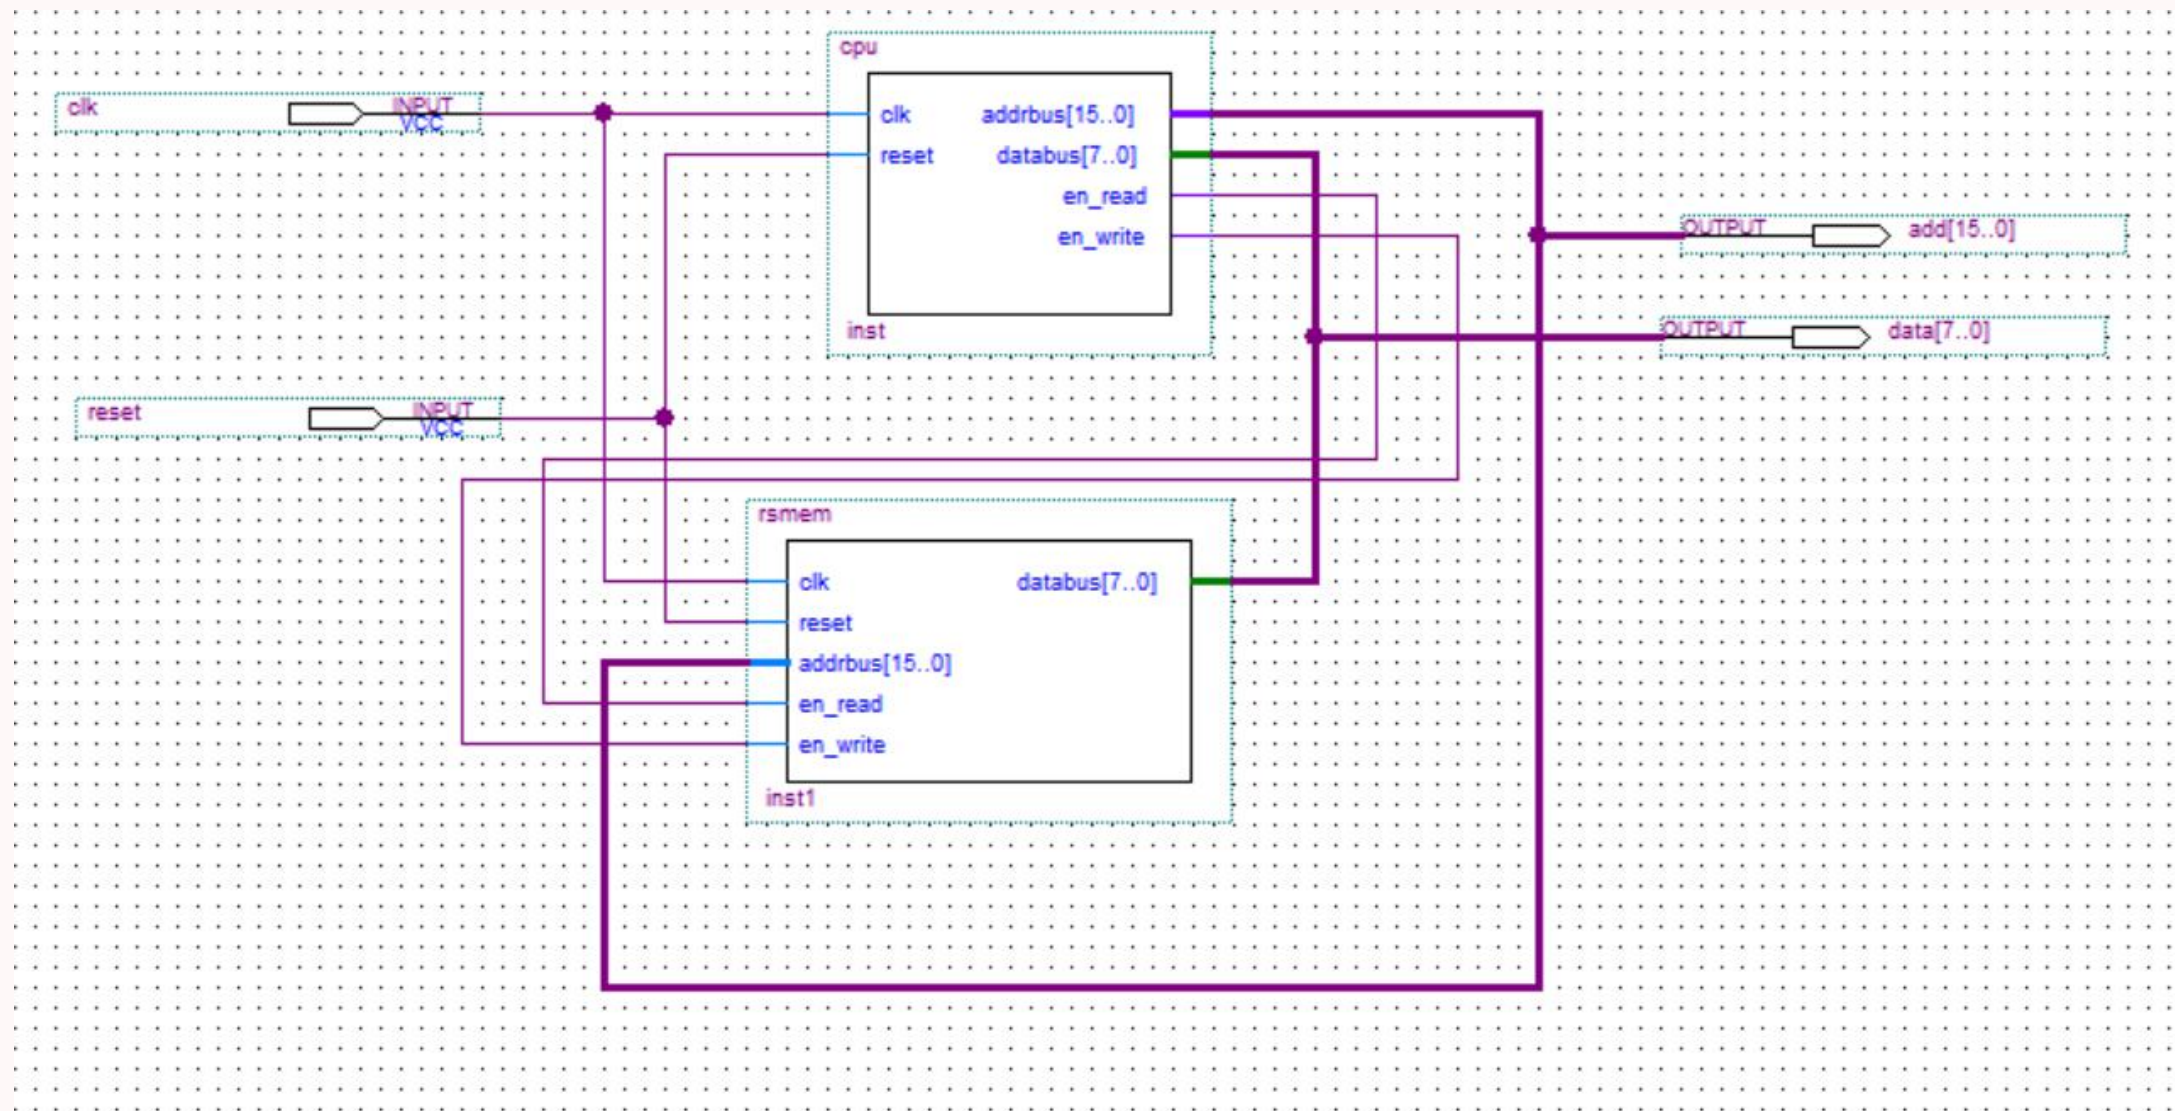 cpu
clk INPUT VCC
clk addrbus[15..0]
reset databus[7..0]
en_read
en_write
OUTPUT add[15..0]
inst
OUTPUT data[7..0]
reset INPUT VCC
rsmem
clk databus[7..0]
reset
addrbus[15..0]
en_read
en_write
inst1